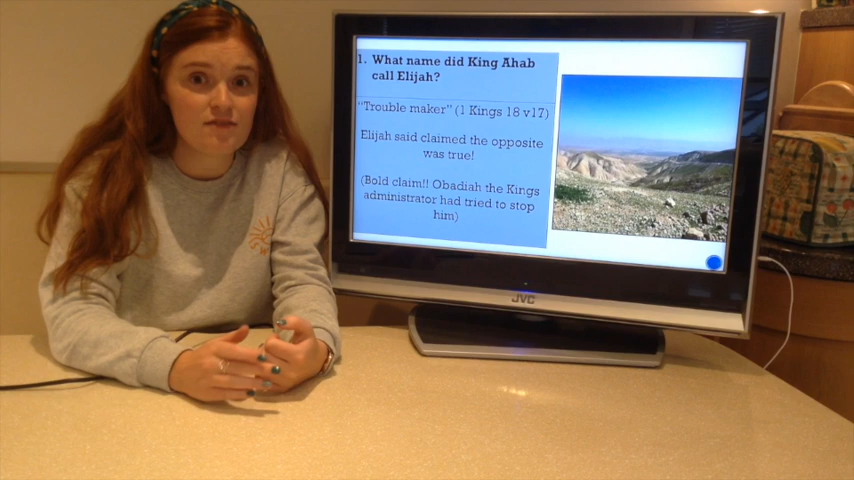 1. What name did King Ahab
call Elijah?
"Trouble maker" (1 Kings 18 v17)
Elijah said claimed the opposite
was true!
(Bold claim!! Obadiah the Kings
administrator had tried to stop
him)
JVC